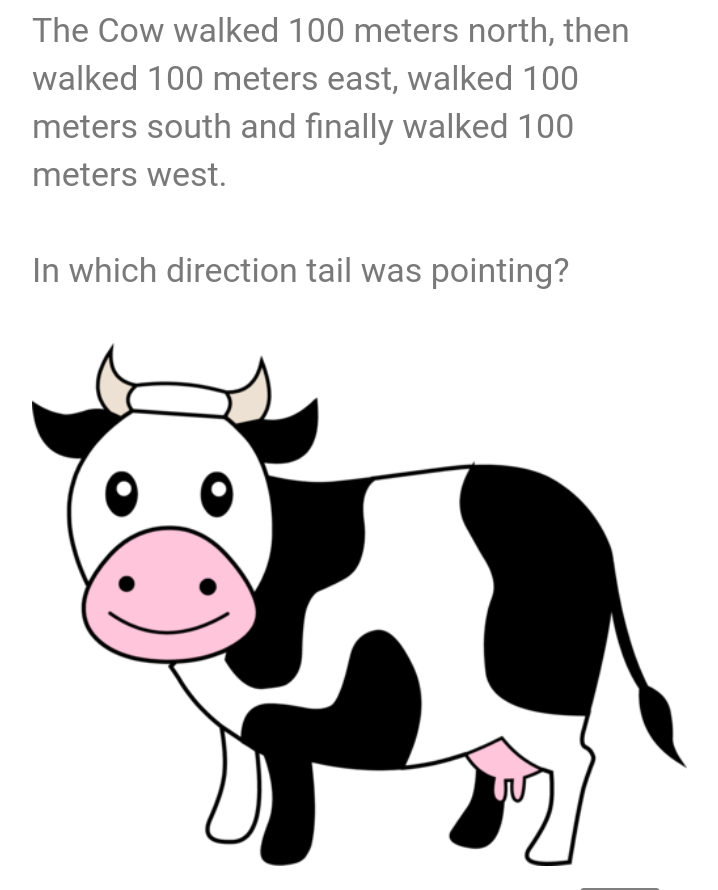 The Cow walked 100 meters north, then
walked 100 meters east, walked 100
meters south and finally walked 100
meters west.
In which direction tail was pointing?